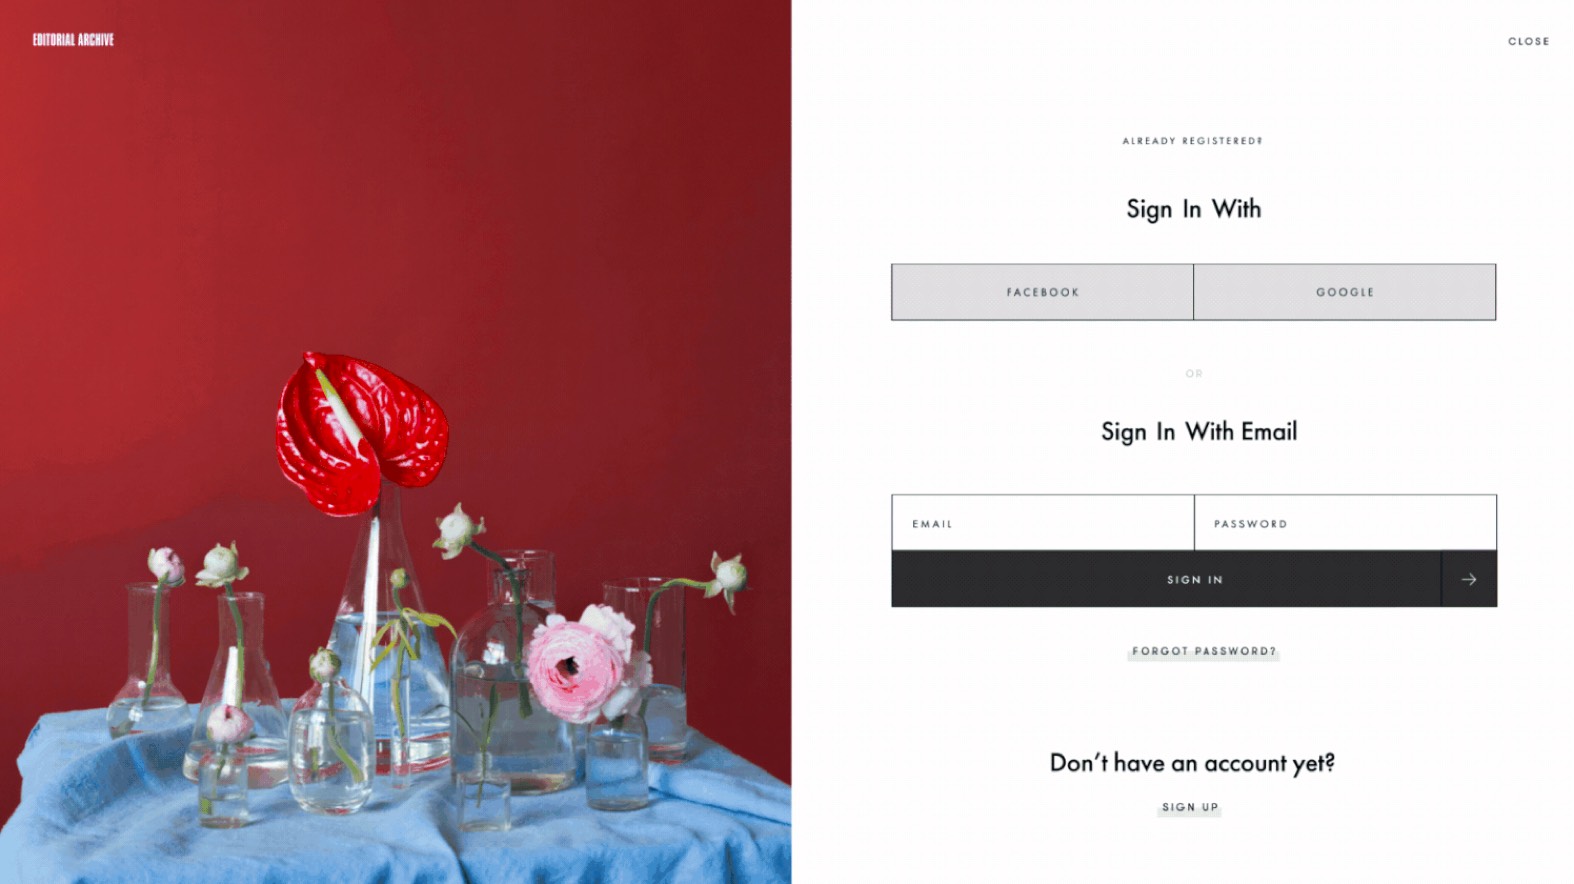 EDITORIAL ARCHIVE
CLOSE
ALREADY REGISTERED?
Sign In With
FACEBOOK
GOOGLE
OR
Sign In With Email
EMAIL
PASSWORD
SIGN IN
→
FORGOT PASSWORD?
Don't have an account yet?
SIGN UP